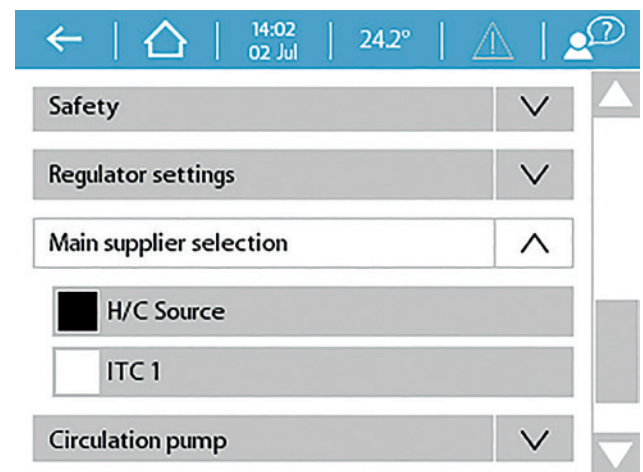 14:02
02 Jul
24.2°
?
Safety
Regulator settings
Main supplier selection
H/C Source
ITC 1
Circulation pump